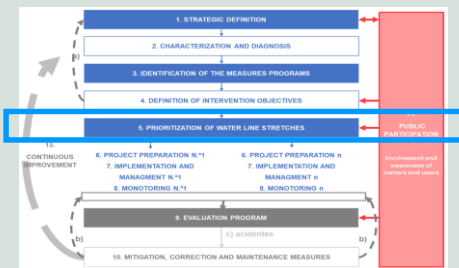 1. STRATEGIC DEFINITION
2. CHARACTERIZATION AND DIAGNOSIS
a)
3. IDENTIFICATION OF THE MEASURES PROGRAMS
4. DEFINITION OF INTERVENTION OBJECTIVES
5. PRIORITIZATION OF WATER LINE STRETCHES
PUBLIC
PARTICIPATION
Involvement and
awareness of
owners and users
13.
CONTINUOUS
IMPROVEMENT
6. PROJECT PREPARATION N.º1
7. IMPLEMENTATION AND
MANAGMENT N.º1
8. MONOTORING N.º1
6. PROJECT PREPARATION n
7. IMPLEMENTATION AND
MANAGMENT n
8. MONOTORING n
9. EVALUATION PROGRAM
b)
c) acidentes
b)
10. MITIGATION, CORRECTION AND MAINTENANCE MEASURES